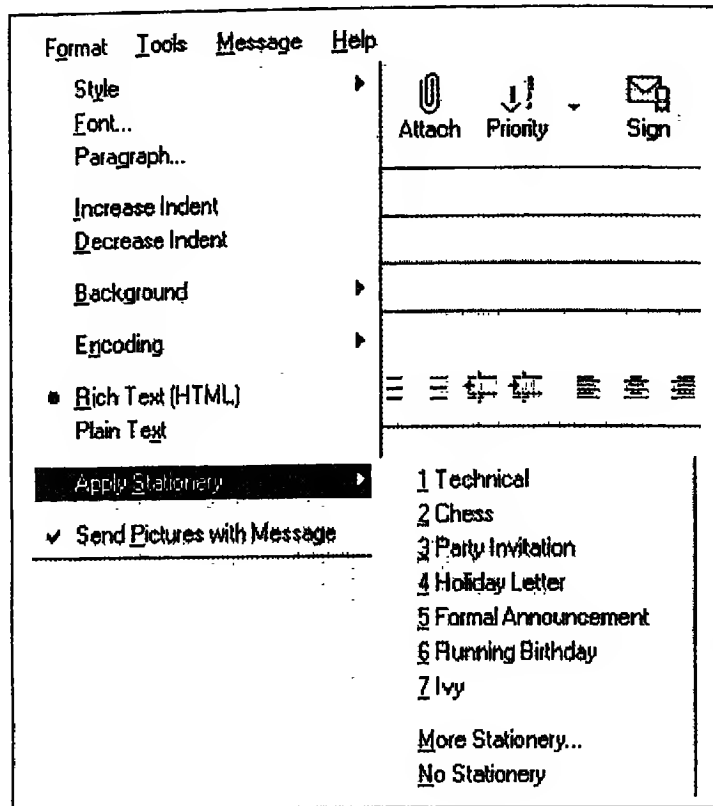 Format Tools Message Help
Style
Font...
Paragraph...
Increase Indent
Decrease Indent
Background
Encoding
Rich Text (HTML)
Plain Text
Apply Stationery
Send Pictures with Message
Attach Priority Sign
1 Technical
2 Chess
3 Party Invitation
4 Holiday Letter
5 Formal Announcement
6 Running Birthday
7 Ivy
More Stationery...
No Stationery